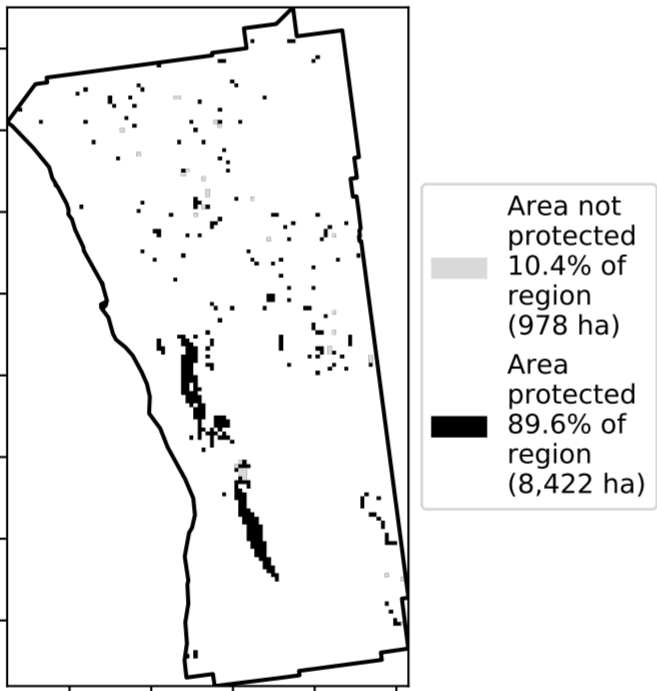 Area not
protected
10.4% of
region
(978 ha)
Area
protected
89.6% of
region
(8,422 ha)